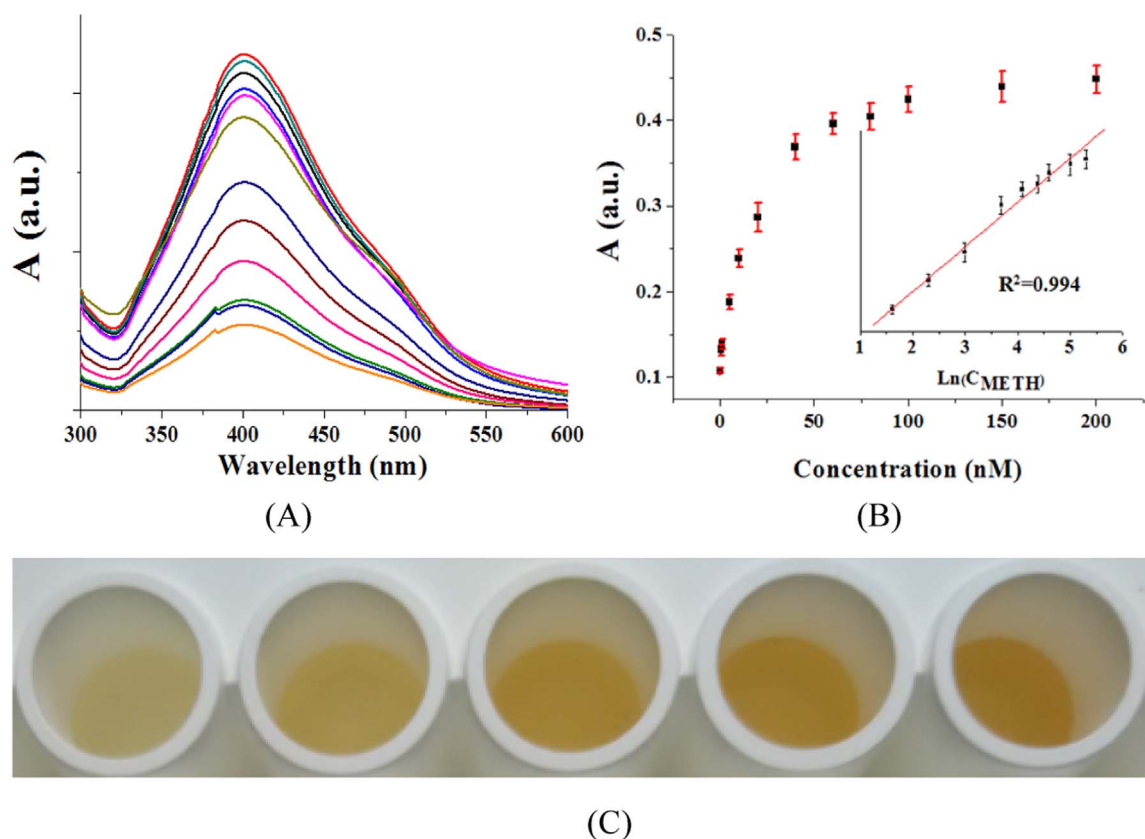 A (a.u.)
300 350 400 450 500 550 600
Wavelength (nm)
(A)
A (a.u.)
0.5
0.4
0.3
0.2
0.1
R²=0.994
1 2 3 4 5 6
Ln(C_METH)
0 50 100 150 200
Concentration (nM)
(B)
(C)